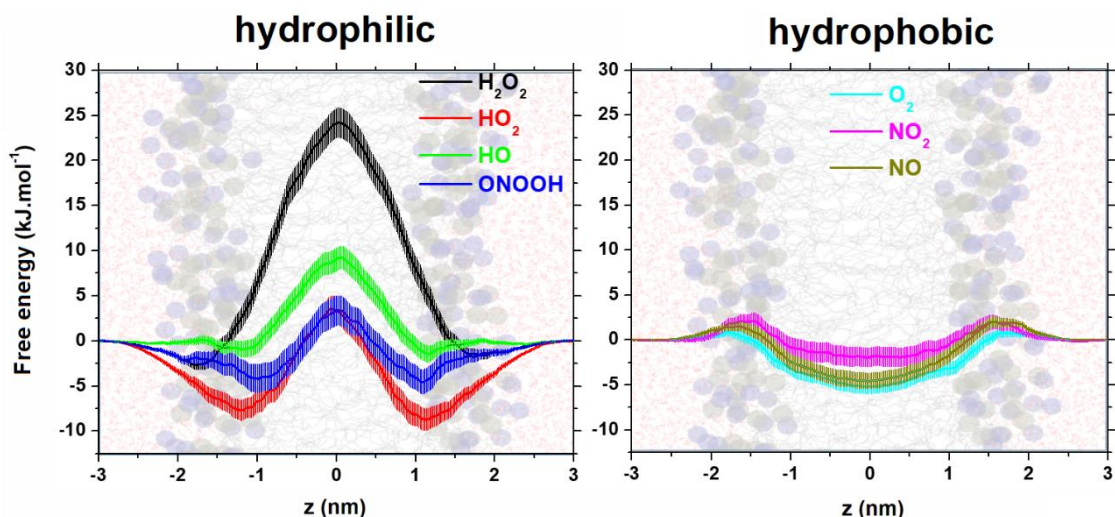 hydrophilic
Free energy (kJ.mol⁻¹)
30
25
20
15
10
5
0
-5
-10
H₂O₂
HO₂
HO
ONOOH
-3 -2 -1 0 1 2 3
z (nm)
hydrophobic
30
25
20
15
10
5
0
-5
-10
O₂
NO₂
NO
-3 -2 -1 0 1 2 3
z (nm)